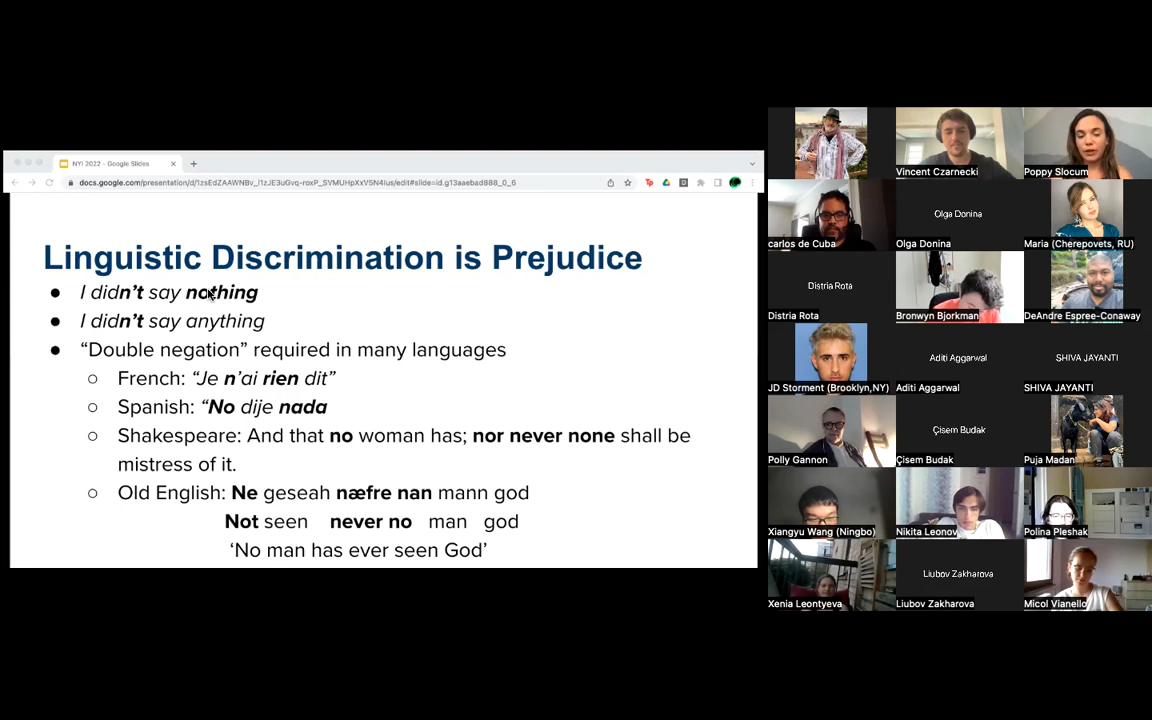 NYI 2022 - Google Slides
docs.google.com/presentation/d/1zsEdZAAWNBv_l1zJE3uGvq-roxP_SVMUHpXxV5N4Ius/edit#slide=id.g13aaebad888_0_6
Linguistic Discrimination is Prejudice
● I didn't say nothing
● I didn't say anything
● “Double negation” required in many languages
○ French: “Je n’ai rien dit”
○ Spanish: “No dije nada
○ Shakespeare: And that no woman has; nor never none shall be
mistress of it.
○ Old English: Ne geseah næfre nan mann god
Not seen never no man god
‘No man has ever seen God’
Vincent Czarnecki
Poppy Slocum
carlos de Cuba
Olga Donina
Olga Donina
Maria (Cherepovets, RU)
Distria Rota
Distria Rota
Bronwyn Bjorkman
DeAndre Espree-Conaway
JD Storment (Brooklyn,NY)
Aditi Aggarwal
Aditi Aggarwal
SHIVA JAYANTI
SHIVA JAYANTI
Polly Gannon
Çisem Budak
Çisem Budak
Puja Madan
Xiangyu Wang (Ningbo)
Nikita Leonov
Polina Pleshak
Xenia Leontyeva
Liubov Zakharova
Liubov Zakharova
Micol Vianello